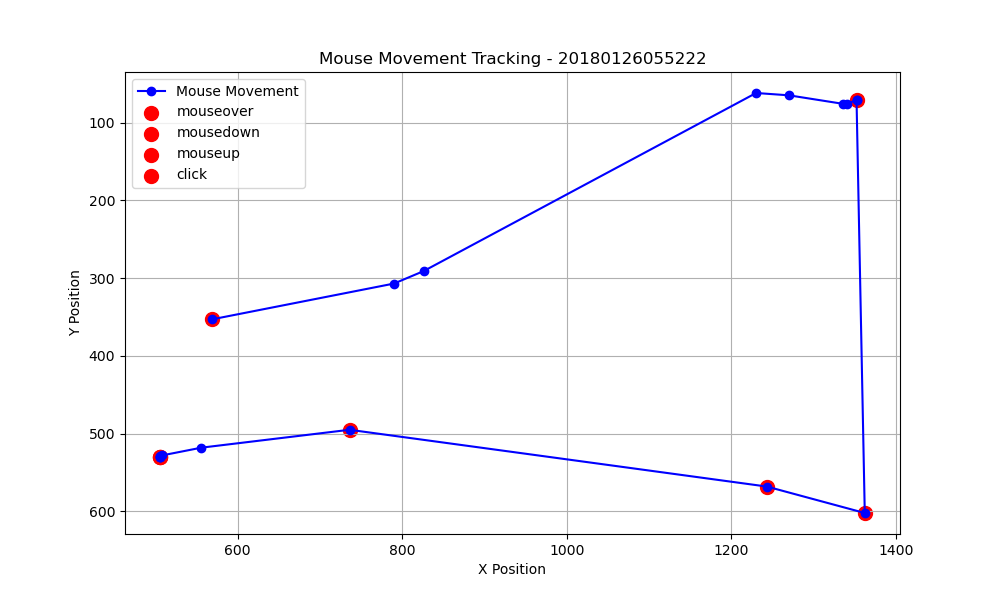 Mouse Movement Tracking - 20180126055222
Mouse Movement
mouseover
mousedown
mouseup
click
100
200
300
400
500
600
Y Position
600
800
1000
1200
1400
X Position